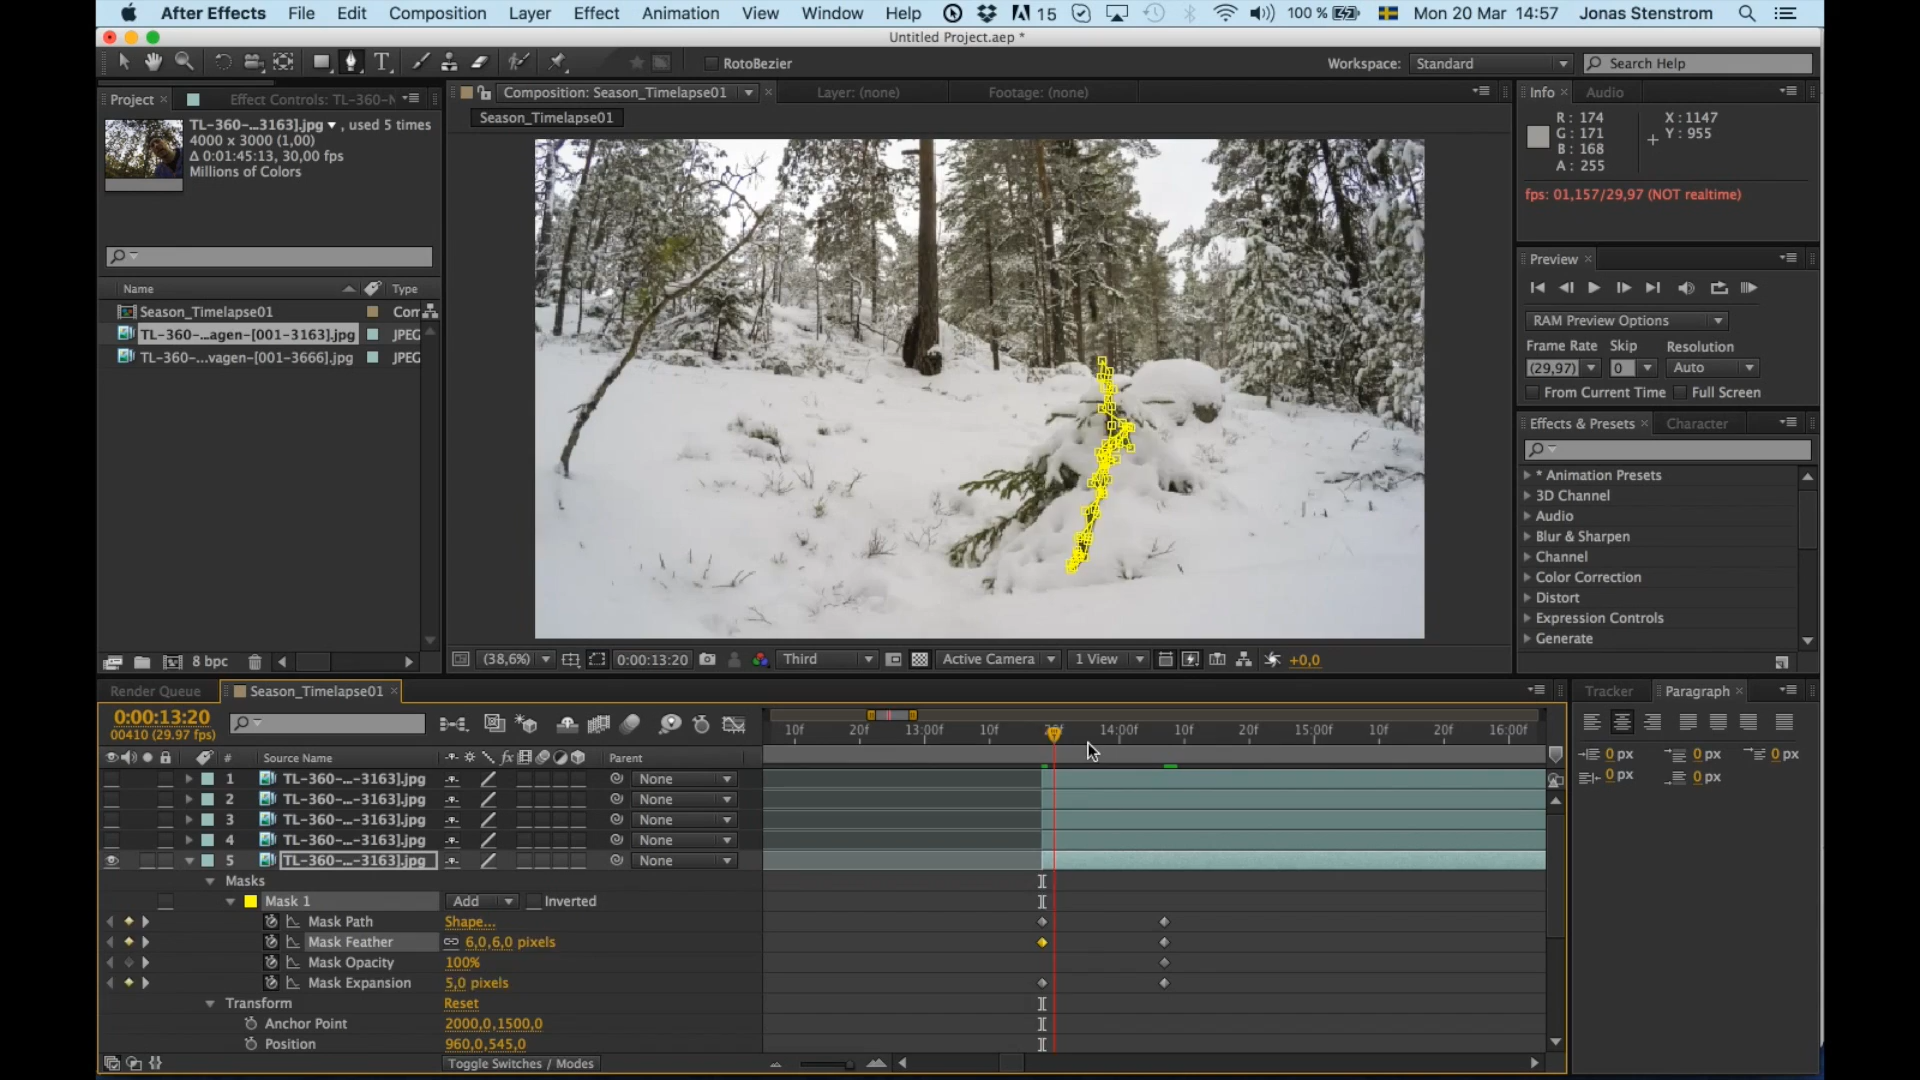 After Effects File Edit Composition Layer Effect Animation View Window Help 15 100 % Mon 20 Mar 14:57 Jonas Stenstrom
Untitled Project.aep *
RotoBezier Workspace: Standard Search Help
Project Effect Controls: TL-360-
Composition: Season_Timelapse01 Layer: (none) Footage: (none)
Info Audio
Season_Timelapse01
TL-360-...3163].jpg , used 5 times
4000 x 3000 (1,00)
Δ 0:01:45:13, 30,00 fps
Millions of Colors
R: 174 X: 1147
G: 171 Y: 955
B: 168
A: 255
fps: 01,157/29,97 (NOT realtime)
Preview
RAM Preview Options
Frame Rate Skip Resolution
(29,97) 0 Auto
From Current Time Full Screen
Effects & Presets Character
* Animation Presets
3D Channel
Audio
Blur & Sharpen
Channel
Color Correction
Distort
Expression Controls
Generate
Name Type
Season_Timelapse01 Con
TL-360-...agen-[001-3163].jpg JPEG
TL-360-...vagen-[001-3666].jpg JPEG
8 bpc
(38,6%) 0:00:13:20 Third Active Camera 1 View +0,0
Render Queue Season_Timelapse01
Tracker Paragraph
0:00:13:20
00410 (29.97 fps)
10f 20f 13:00f 10f 14:00f 10f 20f 15:00f 10f 20f 16:00f
0 px 0 px 0 px
0 px 0 px
# Source Name fx Parent
1 TL-360-...-3163].jpg None
2 TL-360-...-3163].jpg None
3 TL-360-...-3163].jpg None
4 TL-360-...-3163].jpg None
5 TL-360-...-3163].jpg None
Masks
Mask 1 Add Inverted
Mask Path Shape...
Mask Feather 6,0,6,0 pixels
Mask Opacity 100%
Mask Expansion 5,0 pixels
Transform Reset
Anchor Point 2000,0,1500,0
Position 960,0,545,0
Toggle Switches / Modes